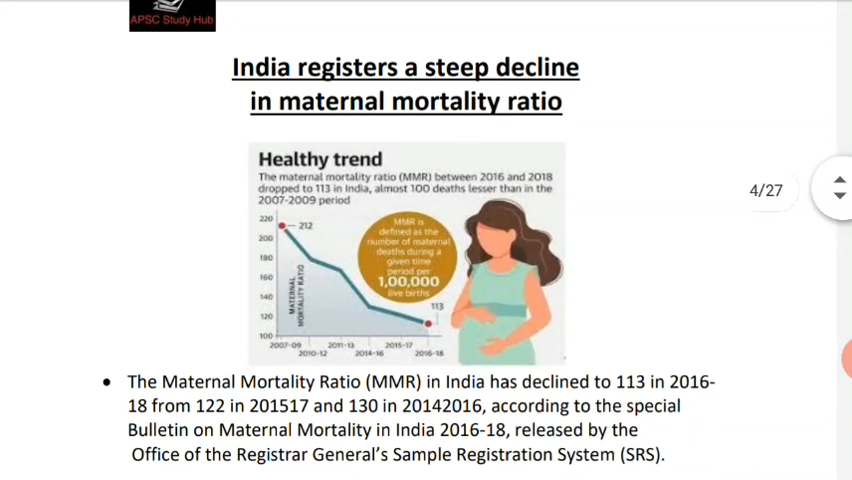 APSC Study Hub
India registers a steep decline
in maternal mortality ratio
Healthy trend
The maternal mortality ratio (MMR) between 2016 and 2018
dropped to 113 in India, almost 100 deaths lesser than in the
2007-2009 period
220
200
180
160
140
120
100
MATERNAL
MORTALITY RATIO
212
MMR is
defined as the
number of maternal
deaths during a
given time
period per
1,00,000
live births
113
2007-09
2010-12
2011-13
2014-16
2015-17
2016-18
4/27
• The Maternal Mortality Ratio (MMR) in India has declined to 113 in 2016-
18 from 122 in 201517 and 130 in 20142016, according to the special
Bulletin on Maternal Mortality in India 2016-18, released by the
Office of the Registrar General’s Sample Registration System (SRS).